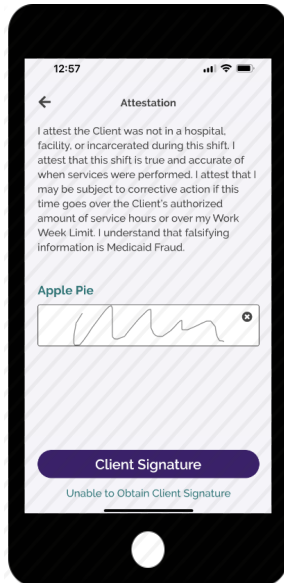 12:57
Attestation
I attest the Client was not in a hospital,
facility, or incarcerated during this shift. I
attest that this shift is true and accurate of
when services were performed. I attest that I
may be subject to corrective action if this
time goes over the Client's authorized
amount of service hours or over my Work
Week Limit. I understand that falsifying
information is Medicaid Fraud.
Apple Pie
Client Signature
Unable to Obtain Client Signature